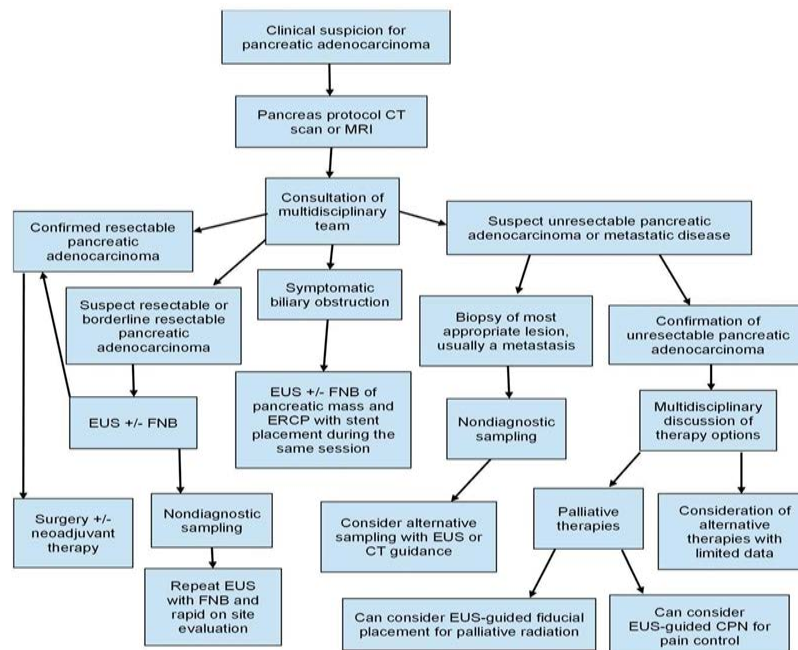 Clinical suspicion for
pancreatic adenocarcinoma
Pancreas protocol CT
scan or MRI
Consultation of
multidisciplinary
team
Confirmed resectable
pancreatic
adenocarcinoma
Suspect unresectable pancreatic
adenocarcinoma or metastatic disease
Suspect resectable or
borderline resectable
pancreatic
adenocarcinoma
Symptomatic
biliary obstruction
Biopsy of most
appropriate lesion,
usually a metastasis
Confirmation of
unresectable pancreatic
adenocarcinoma
EUS +/- FNB
EUS +/- FNB of
pancreatic mass and
ERCP with stent
placement during the
same session
Nondiagnostic
sampling
Multidisciplinary
discussion of
therapy options
Surgery +/-
neoadjuvant
therapy
Nondiagnostic
sampling
Consider alternative
sampling with EUS or
CT guidance
Palliative
therapies
Consideration of
alternative
therapies with
limited data
Repeat EUS
with FNB and
rapid on site
evaluation
Can consider EUS-guided fiducial
placement for palliative radiation
Can consider
EUS-guided CPN for
pain control